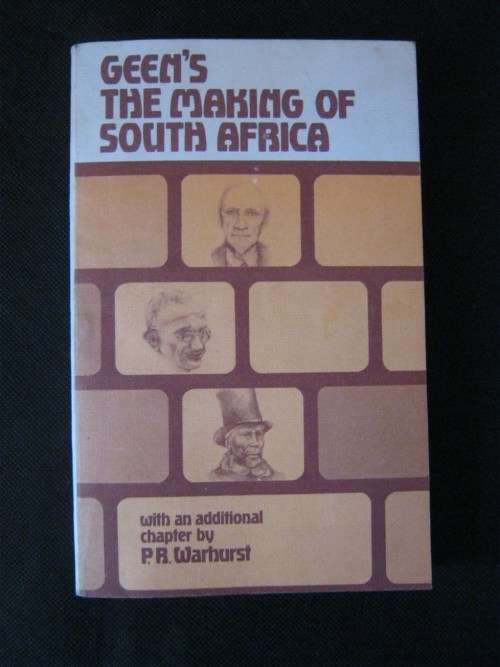 GEEN'S
THE MAKING OF
SOUTH AFRICA
with an additional
chapter by
P.R. Warhurst